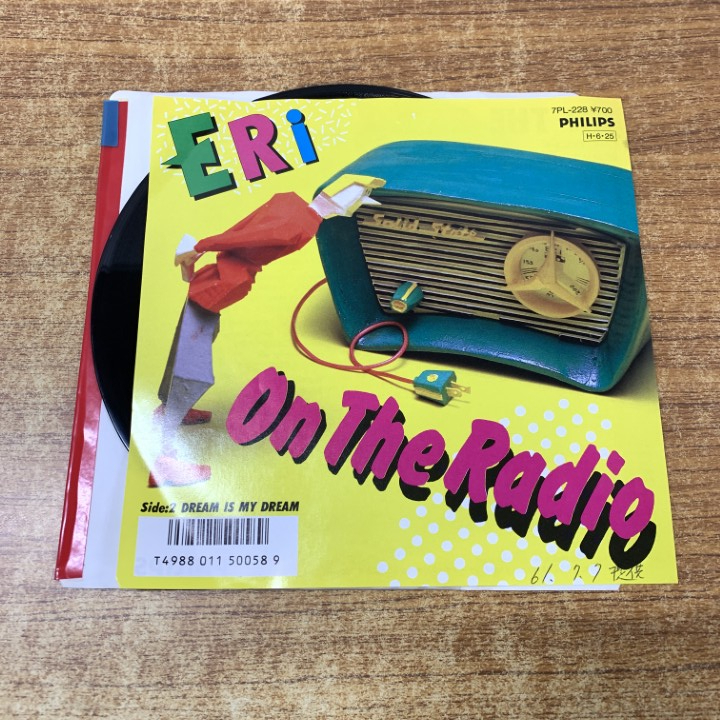 7PL-228 ¥700
PHILIPS
H·6·25
ERi
Solid State
On The Radio
Side:2 DREAM IS MY DREAM
T4988 011 50058 9
61. 7. 7